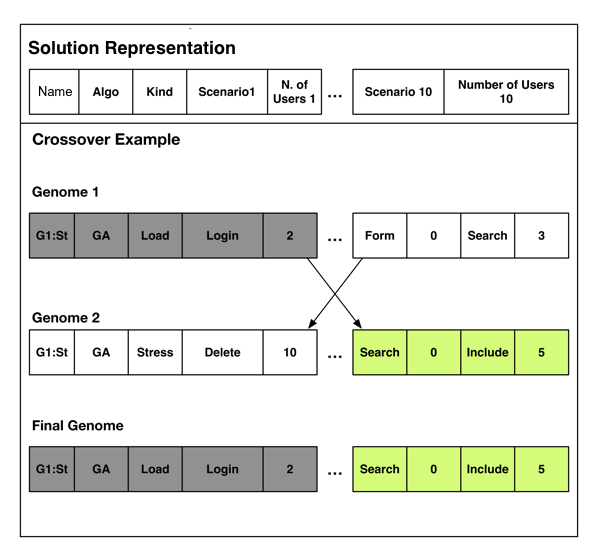 Solution Representation
Name Algo Kind Scenario1 N. of Users 1 ... Scenario 10 Number of Users 10
Crossover Example
Genome 1
G1:St GA Load Login 2 ... Form 0 Search 3
Genome 2
G1:St GA Stress Delete 10 ... Search 0 Include 5
Final Genome
G1:St GA Load Login 2 ... Search 0 Include 5